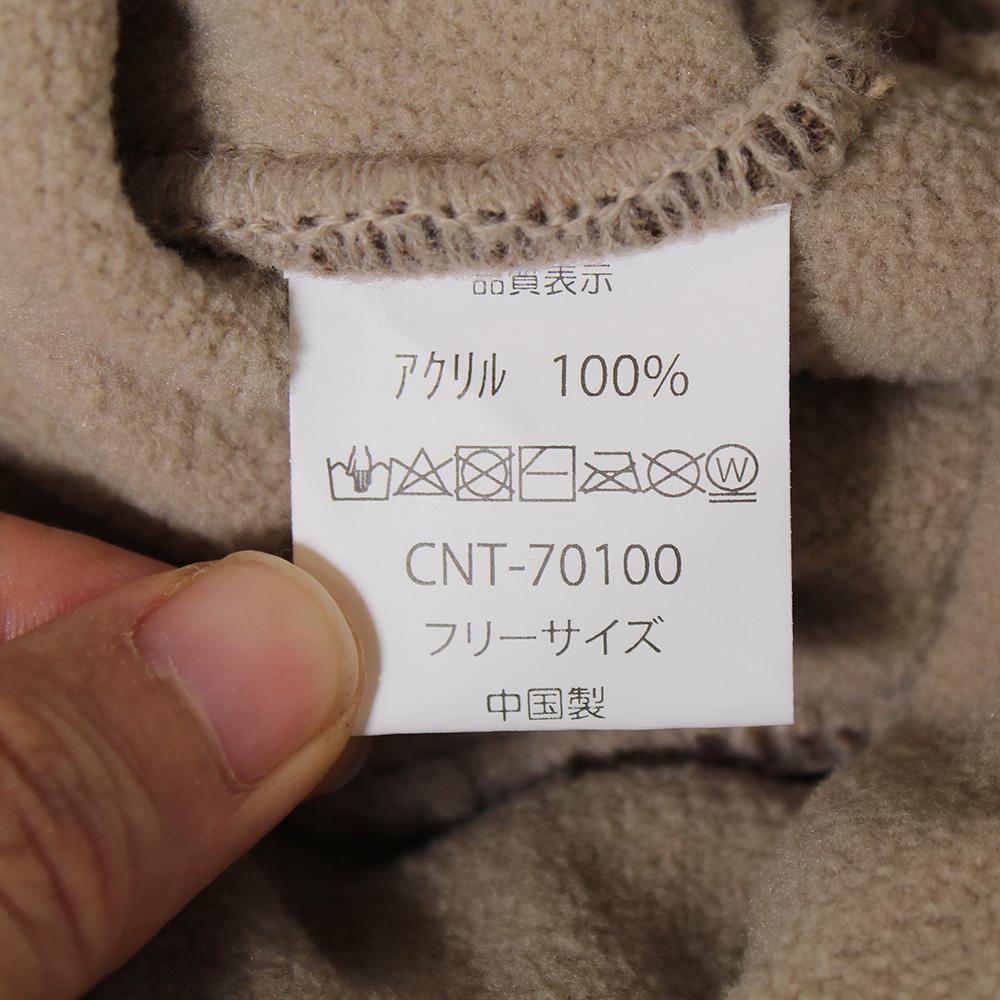 品質表示
アクリル 100%
W
CNT-70100
フリーサイズ
中国製